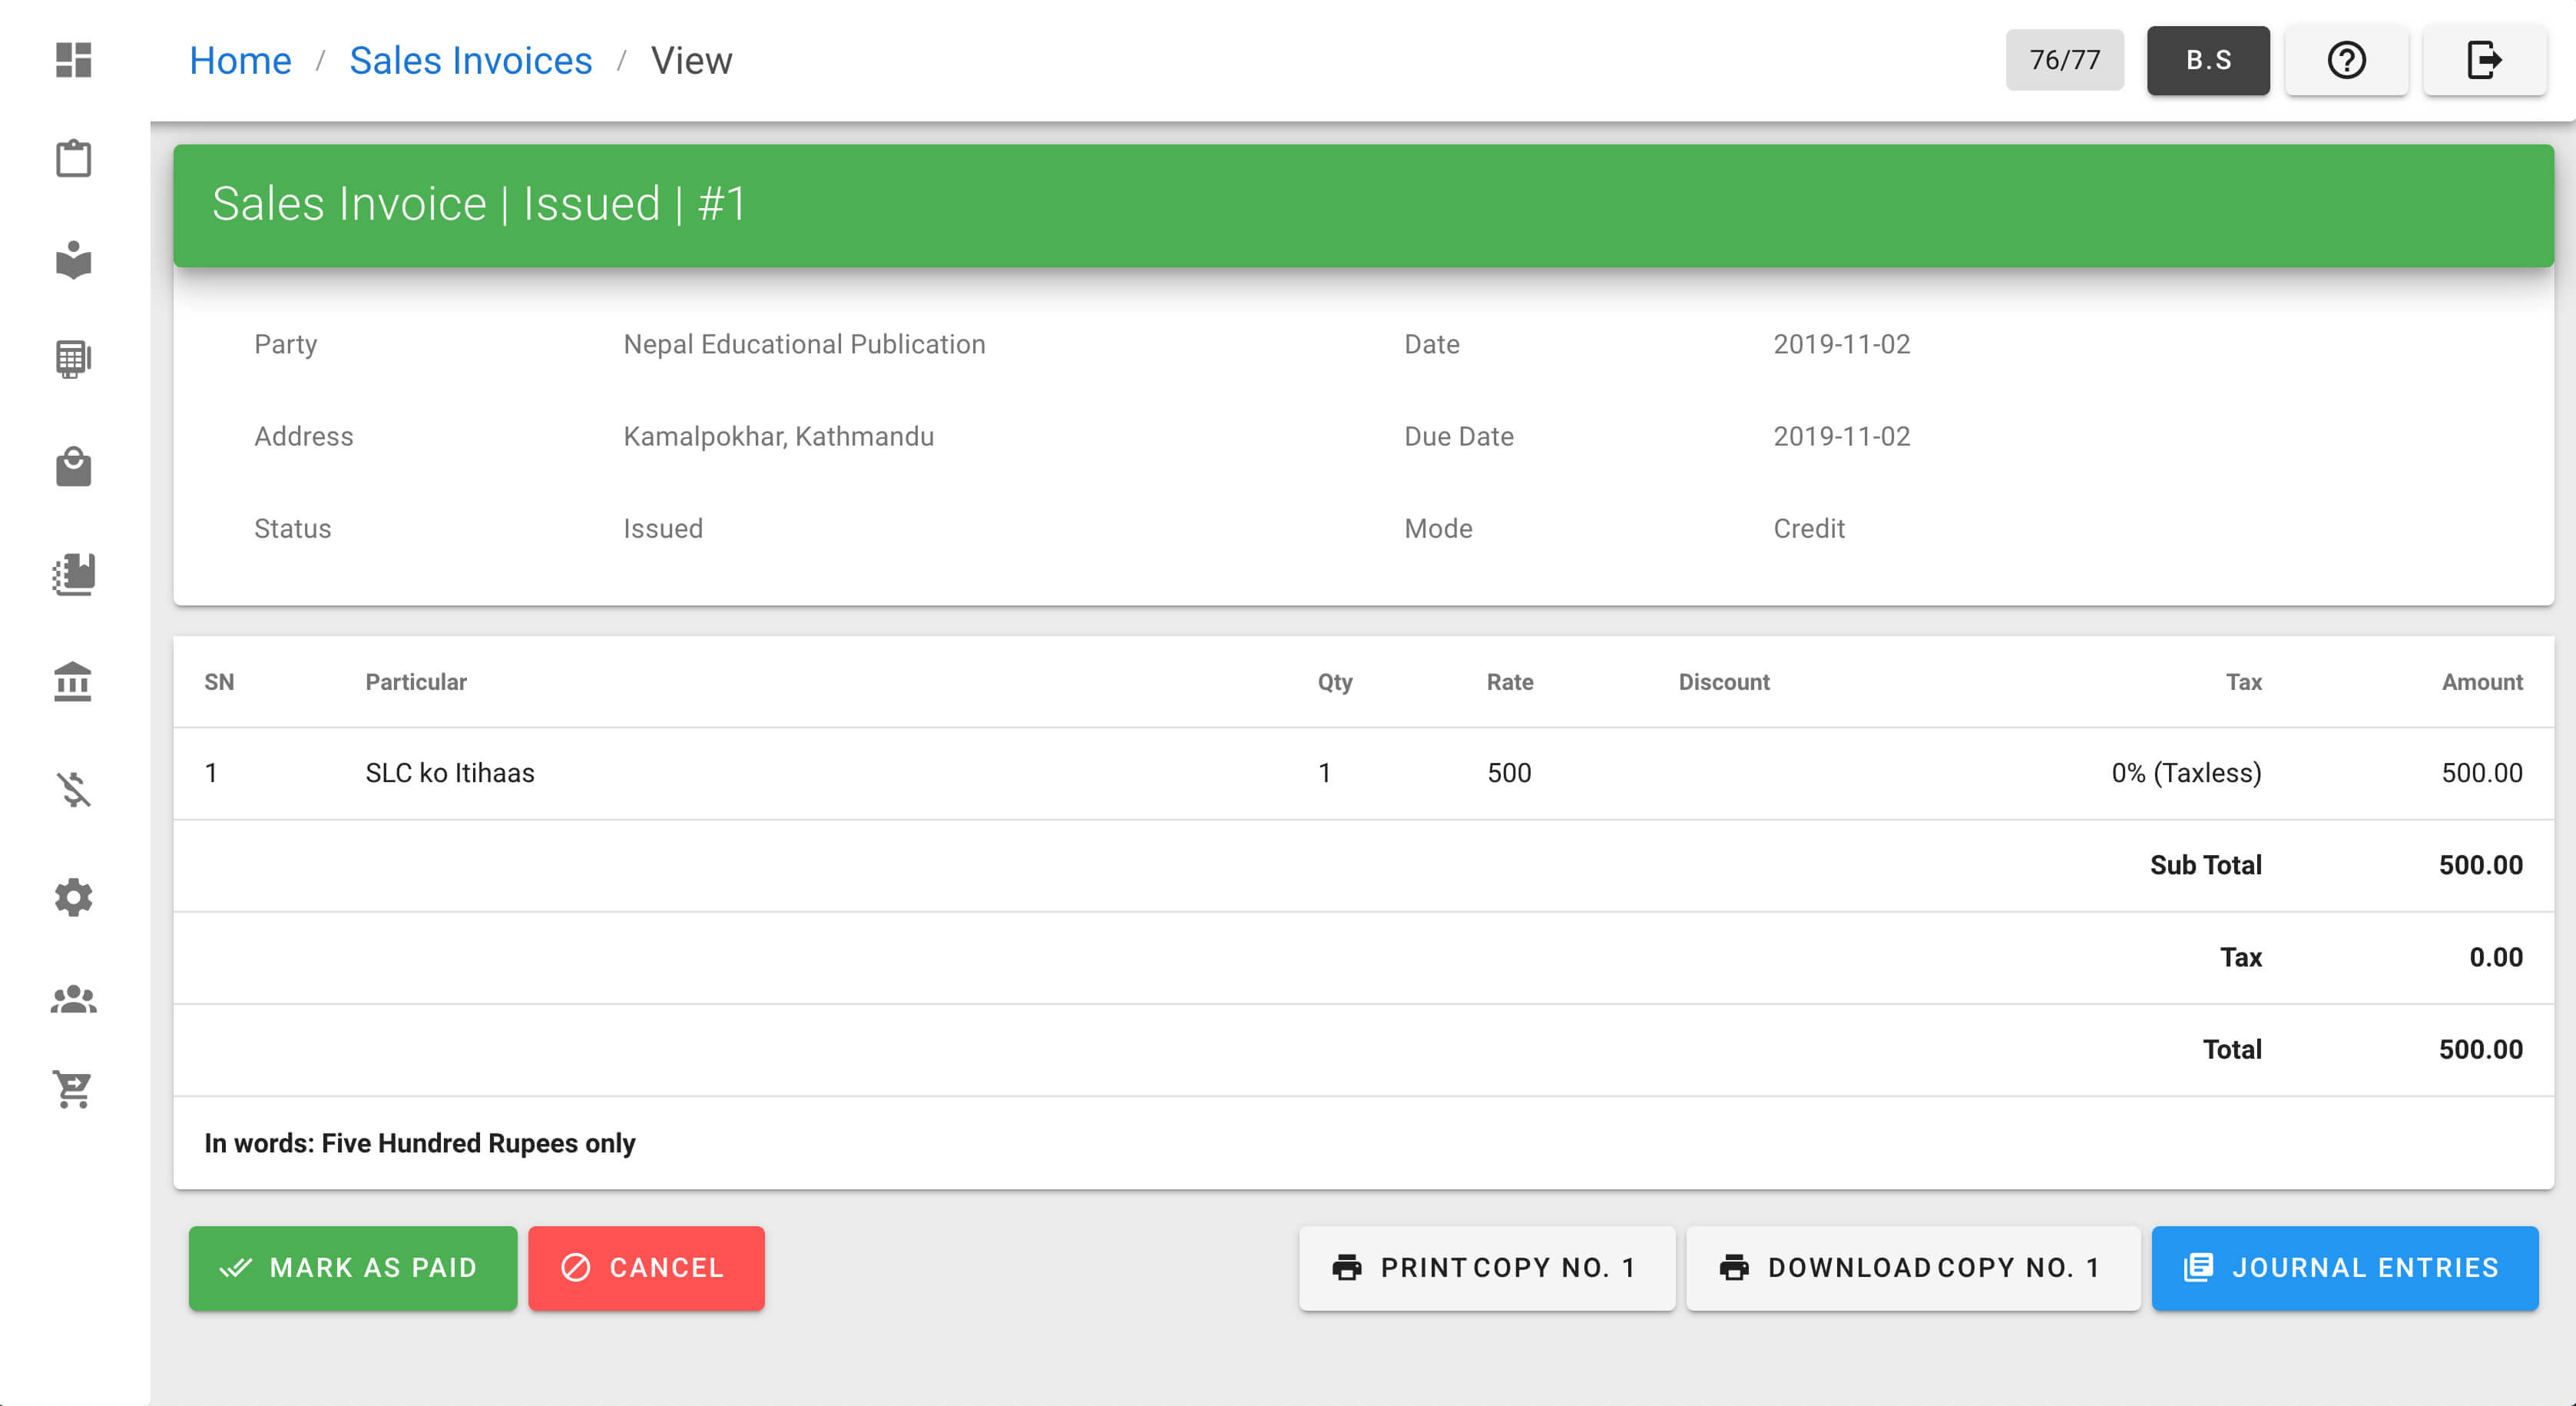 Home / Sales Invoices / View
76/77
B.S
Sales Invoice | Issued | #1
Party Nepal Educational Publication Date 2019-11-02
Address Kamalpokhar, Kathmandu Due Date 2019-11-02
Status Issued Mode Credit
SN Particular Qty Rate Discount Tax Amount
1 SLC ko Itihaas 1 500 0% (Taxless) 500.00
Sub Total 500.00
Tax 0.00
Total 500.00
In words: Five Hundred Rupees only
MARK AS PAID
CANCEL
PRINT COPY NO. 1
DOWNLOAD COPY NO. 1
JOURNAL ENTRIES